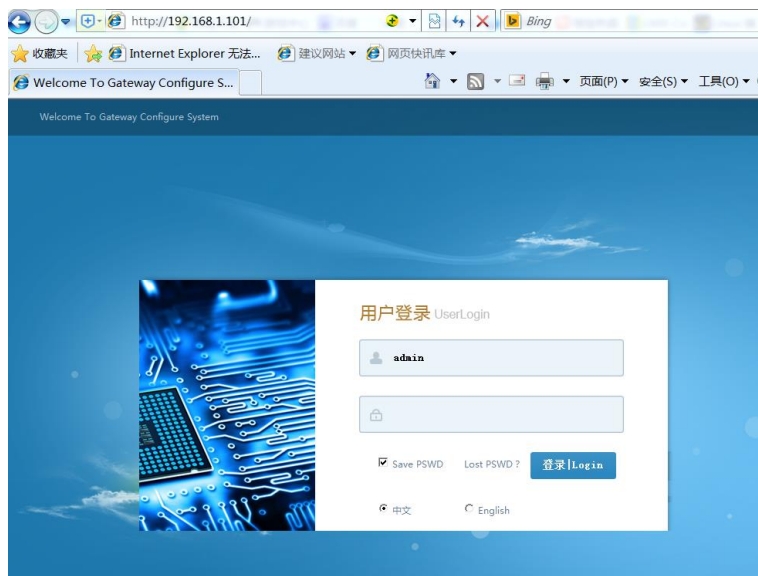 http://192.168.1.101/
Bing
收藏夹 Internet Explorer 无法... 建议网站 网页快讯库
Welcome To Gateway Configure S... 页面(P) 安全(S) 工具(O)
Welcome To Gateway Configure System
用户登录 UserLogin
admin
Save PSWD Lost PSWD ? 登录|Login
中文 English